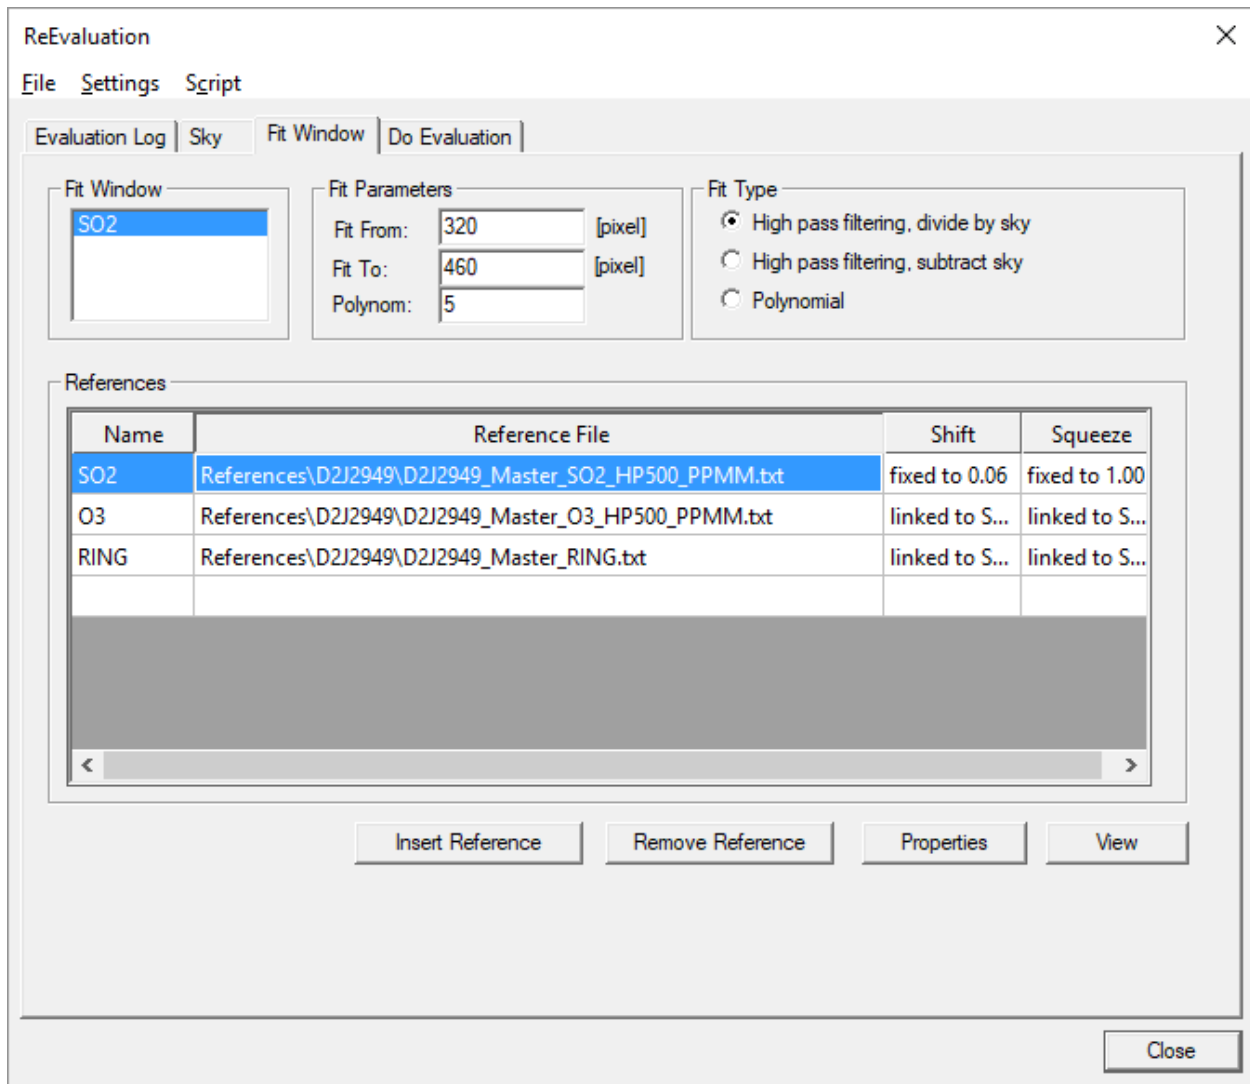 ReEvaluation
File Settings Script
Evaluation Log Sky Fit Window Do Evaluation
Fit Window
SO2
Fit Parameters
Fit From: 320 [pixel]
Fit To: 460 [pixel]
Polynom: 5
Fit Type
High pass filtering, divide by sky
High pass filtering, subtract sky
Polynomial
References
Name Reference File Shift Squeeze
SO2 References\D2J2949\D2J2949_Master_SO2_HP500_PPMM.txt fixed to 0.06 fixed to 1.00
O3 References\D2J2949\D2J2949_Master_O3_HP500_PPMM.txt linked to S... linked to S...
RING References\D2J2949\D2J2949_Master_RING.txt linked to S... linked to S...
Insert Reference Remove Reference Properties View
Close